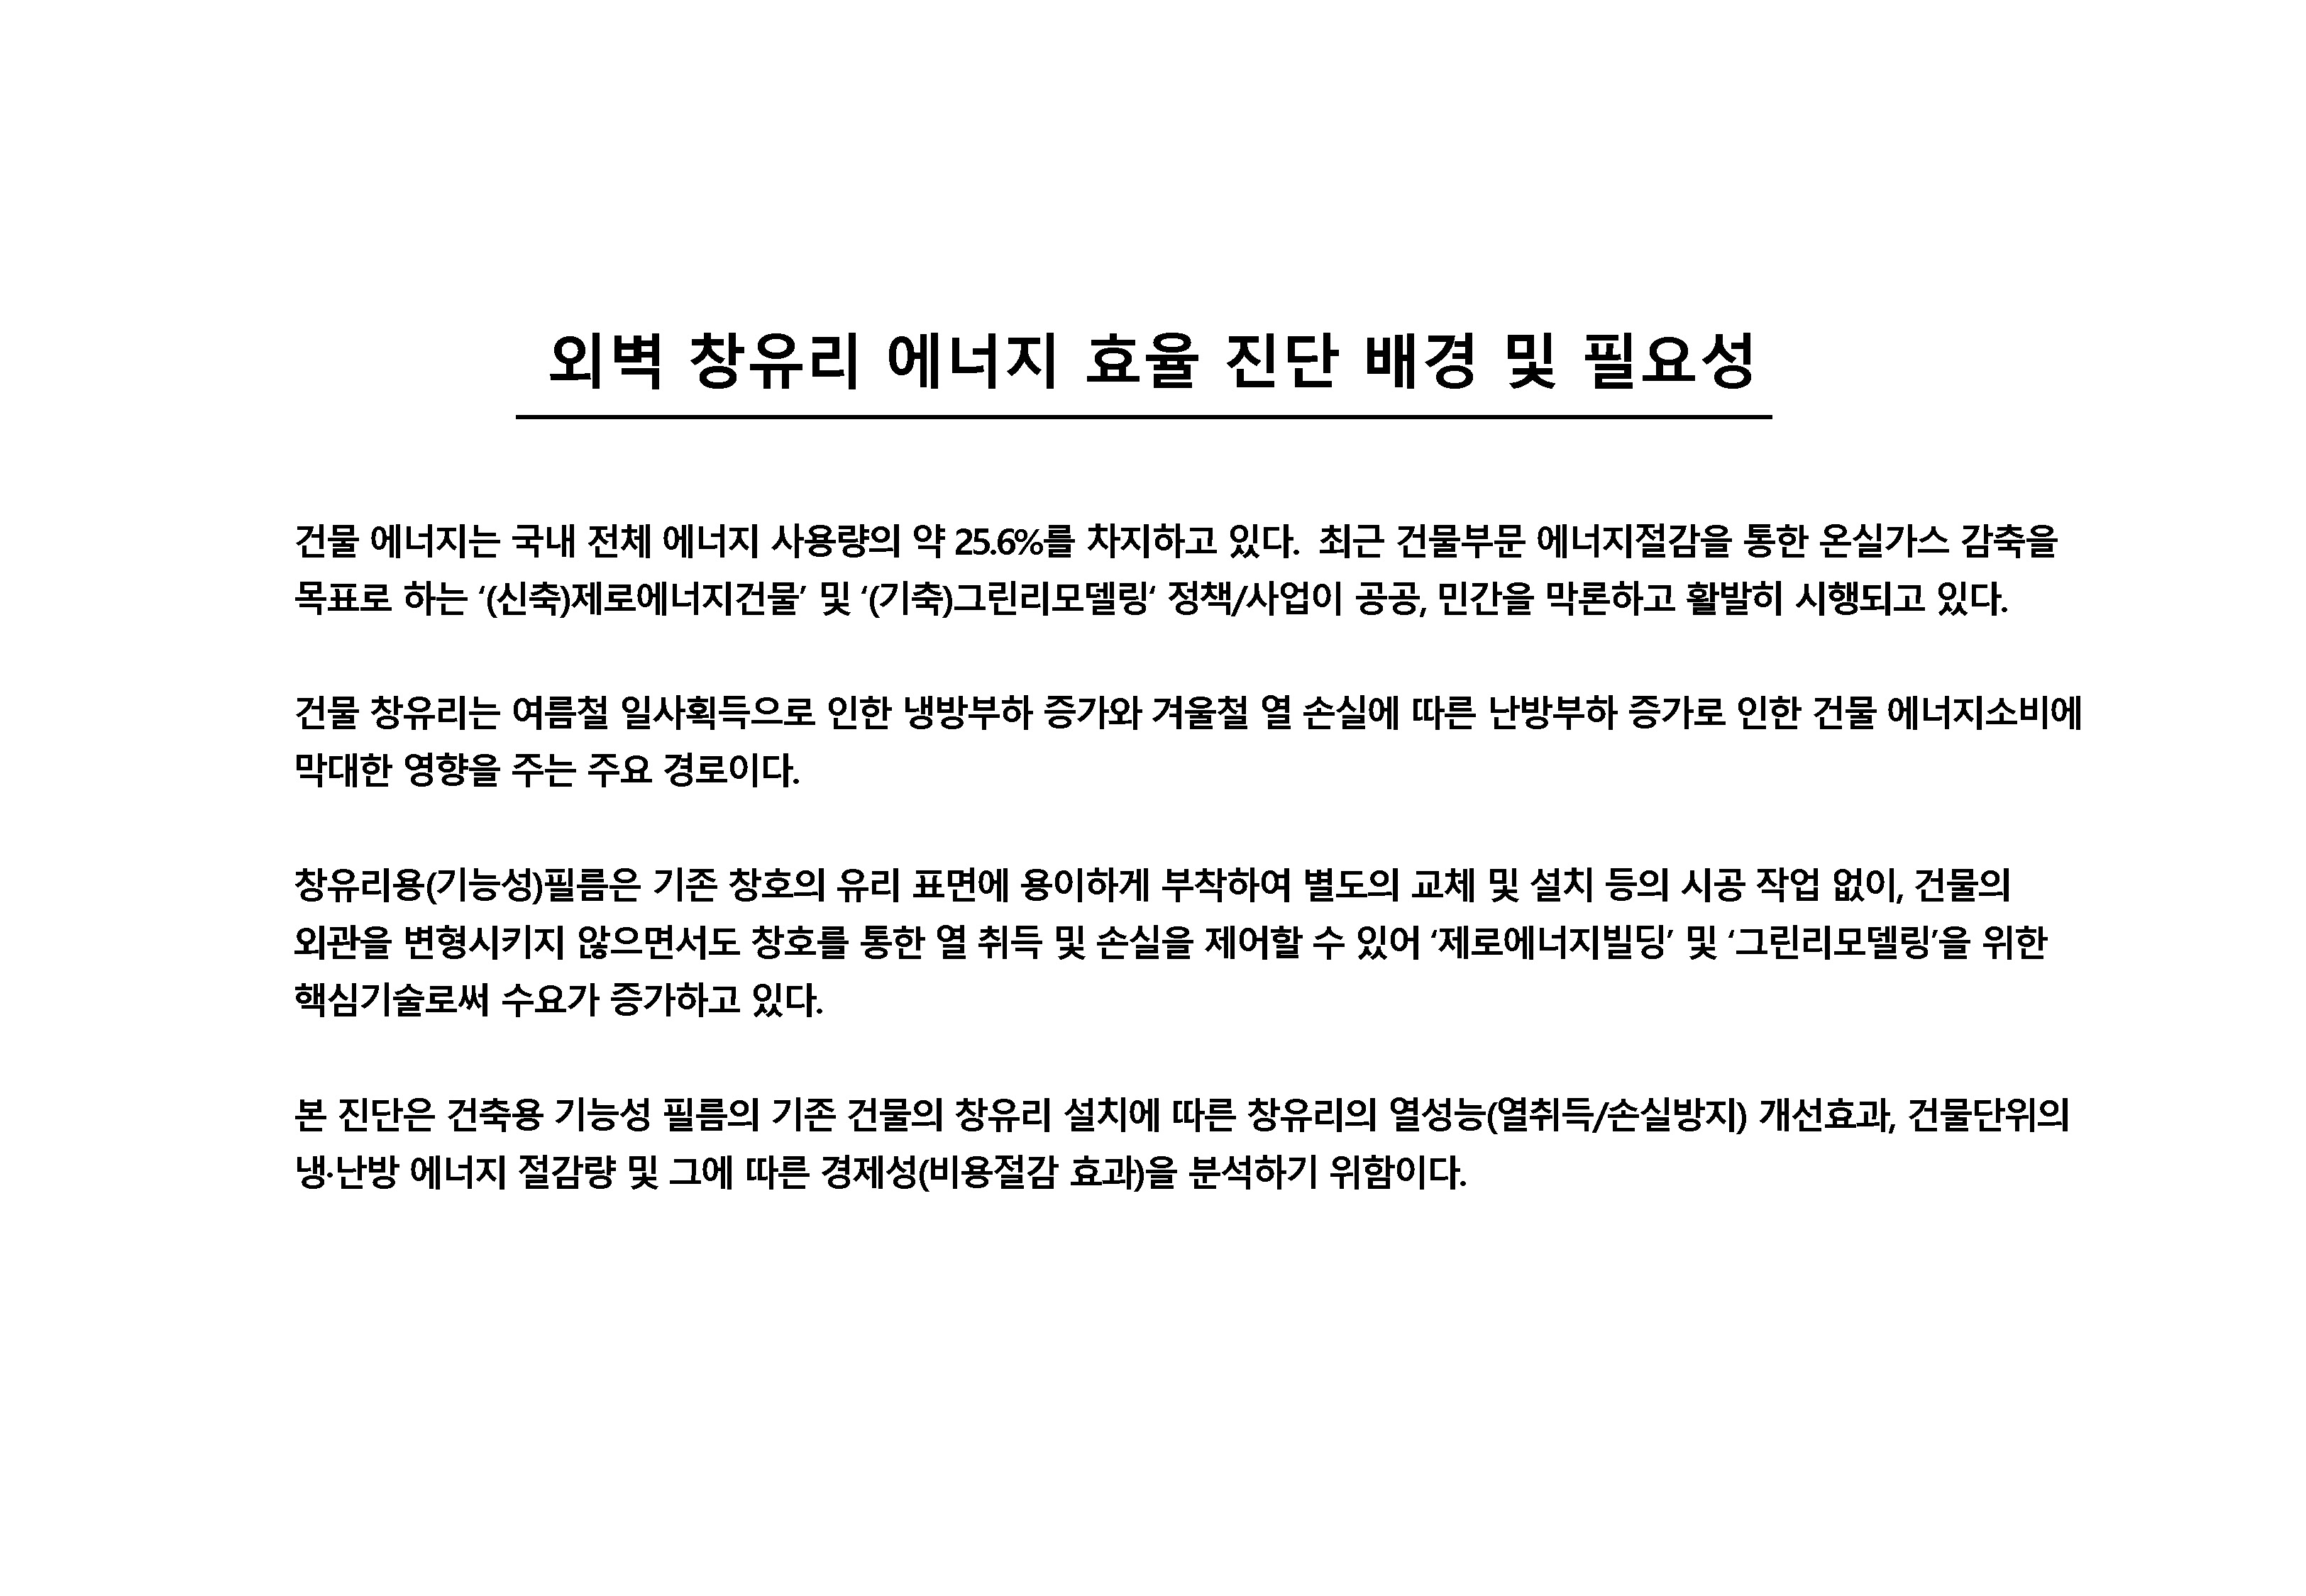 외벽 창유리 에너지 효율 진단 배경 및 필요성
건물 에너지는 국내 전체 에너지 사용량의 약 25.6%를 차지하고 있다.  최근 건물부문 에너지절감을 통한 온실가스 감축을
목표로 하는 ‘(신축)제로에너지건물’ 및 ‘(기축)그린리모델링‘ 정책/사업이 공공, 민간을 막론하고 활발히 시행되고 있다.
건물 창유리는 여름철 일사획득으로 인한 냉방부하 증가와 겨울철 열 손실에 따른 난방부하 증가로 인한 건물 에너지소비에
막대한 영향을 주는 주요 경로이다.
창유리용(기능성)필름은 기존 창호의 유리 표면에 용이하게 부착하여 별도의 교체 및 설치 등의 시공 작업 없이, 건물의
외관을 변형시키지 않으면서도 창호를 통한 열 취득 및 손실을 제어할 수 있어 ‘제로에너지빌딩’ 및 ‘그린리모델링’을 위한
핵심기술로써 수요가 증가하고 있다.
본 진단은 건축용 기능성 필름의 기존 건물의 창유리 설치에 따른 창유리의 열성능(열취득/손실방지) 개선효과, 건물단위의
냉·난방 에너지 절감량 및 그에 따른 경제성(비용절감 효과)을 분석하기 위함이다.